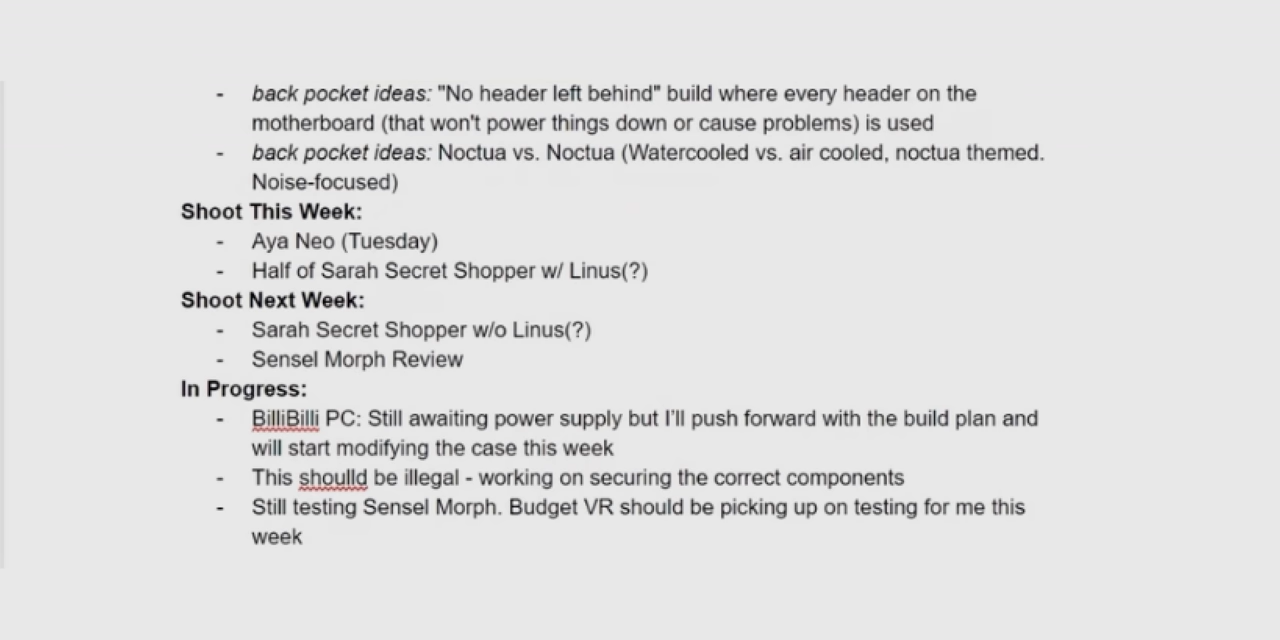 - back pocket ideas: "No header left behind" build where every header on the
motherboard (that won't power things down or cause problems) is used
- back pocket ideas: Noctua vs. Noctua (Watercooled vs. air cooled, noctua themed.
Noise-focused)
Shoot This Week:
- Aya Neo (Tuesday)
- Half of Sarah Secret Shopper w/ Linus(?)
Shoot Next Week:
- Sarah Secret Shopper w/o Linus(?)
- Sensel Morph Review
In Progress:
- BilliBilli PC: Still awaiting power supply but I'll push forward with the build plan and
will start modifying the case this week
- This shoulld be illegal - working on securing the correct components
- Still testing Sensel Morph. Budget VR should be picking up on testing for me this
week